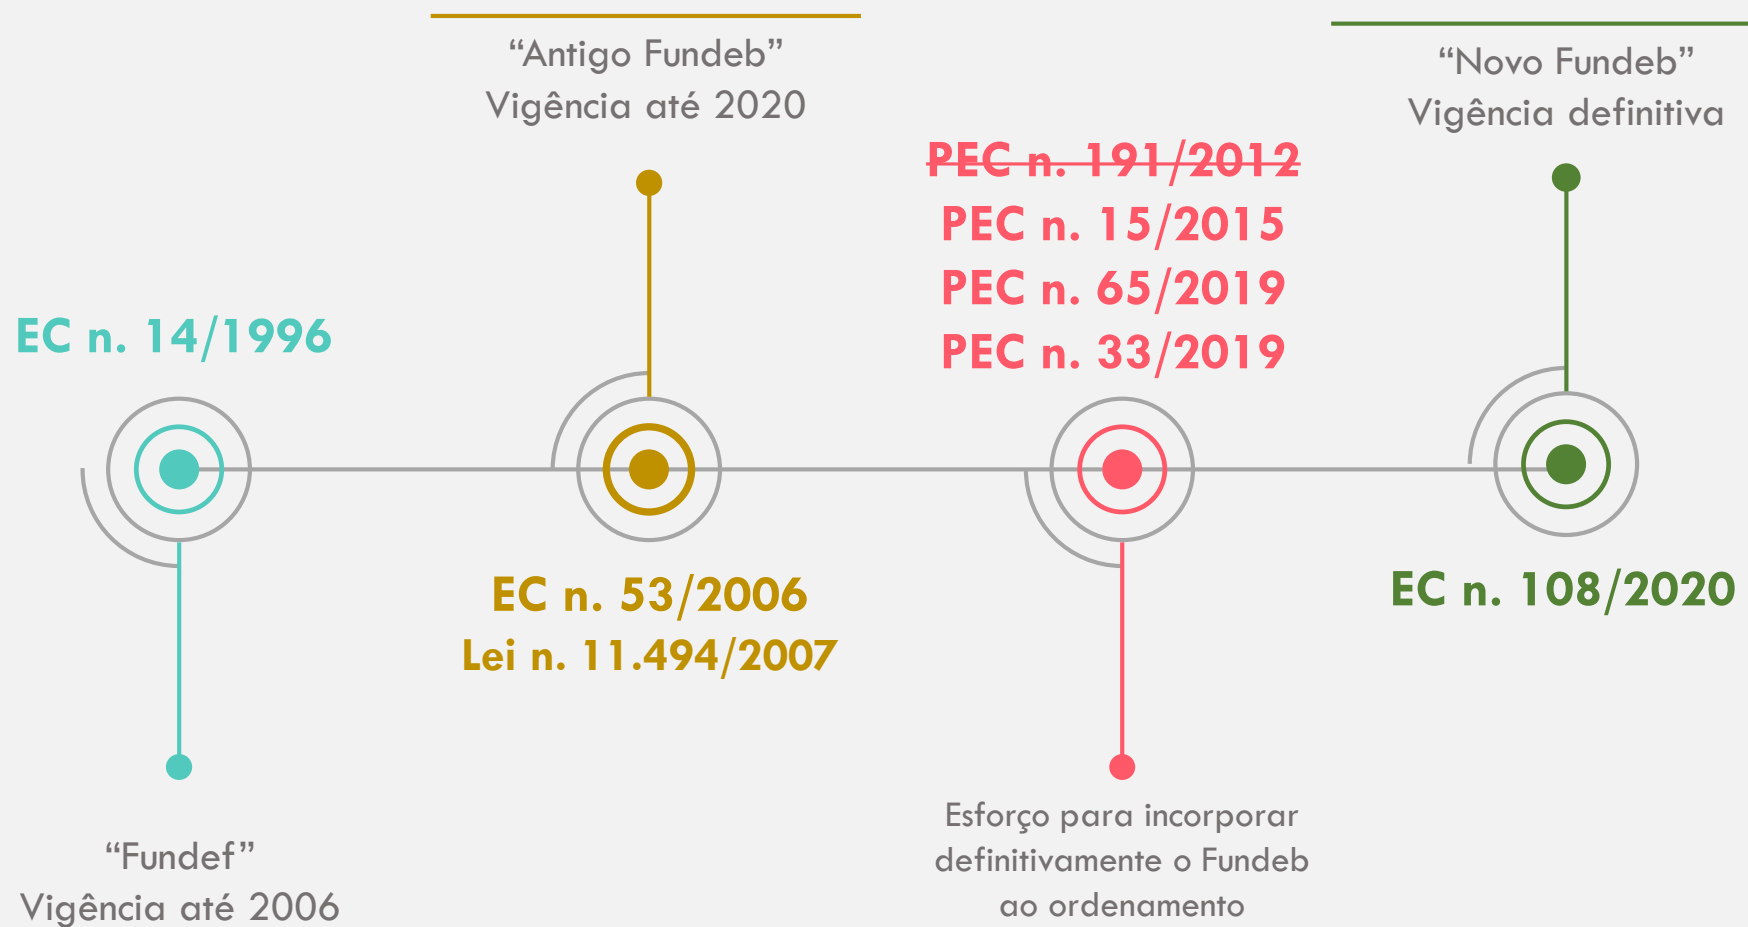 EC n. 14/1996
“Fundef”
Vigência até 2006
“Antigo Fundeb”
Vigência até 2020
EC n. 53/2006
Lei n. 11.494/2007
PEC n. 191/2012
PEC n. 15/2015
PEC n. 65/2019
PEC n. 33/2019
Esforço para incorporar
definitivamente o Fundeb
ao ordenamento
“Novo Fundeb”
Vigência definitiva
EC n. 108/2020